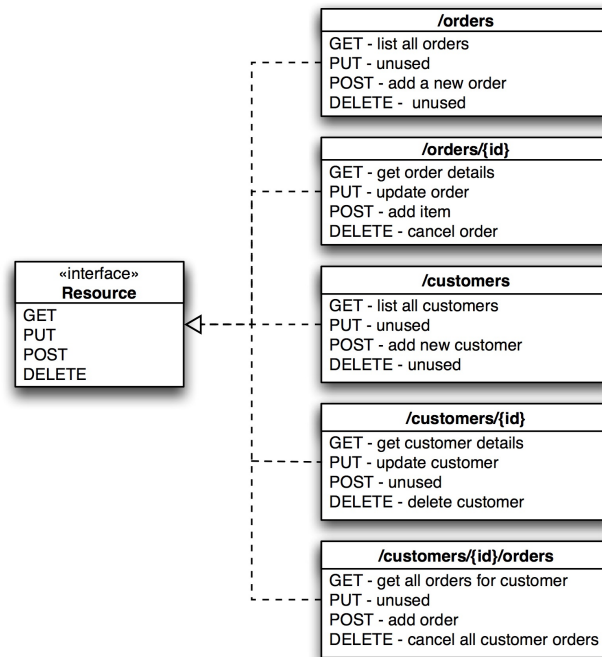 «interface»
Resource
GET
PUT
POST
DELETE
/orders
GET - list all orders
PUT - unused
POST - add a new order
DELETE -  unused
/orders/{id}
GET - get order details
PUT - update order
POST - add item
DELETE - cancel order
/customers
GET - list all customers
PUT - unused
POST - add new customer
DELETE - unused
/customers/{id}
GET - get customer details
PUT - update customer
POST - unused
DELETE - delete customer
/customers/{id}/orders
GET - get all orders for customer
PUT - unused
POST - add order
DELETE - cancel all customer orders